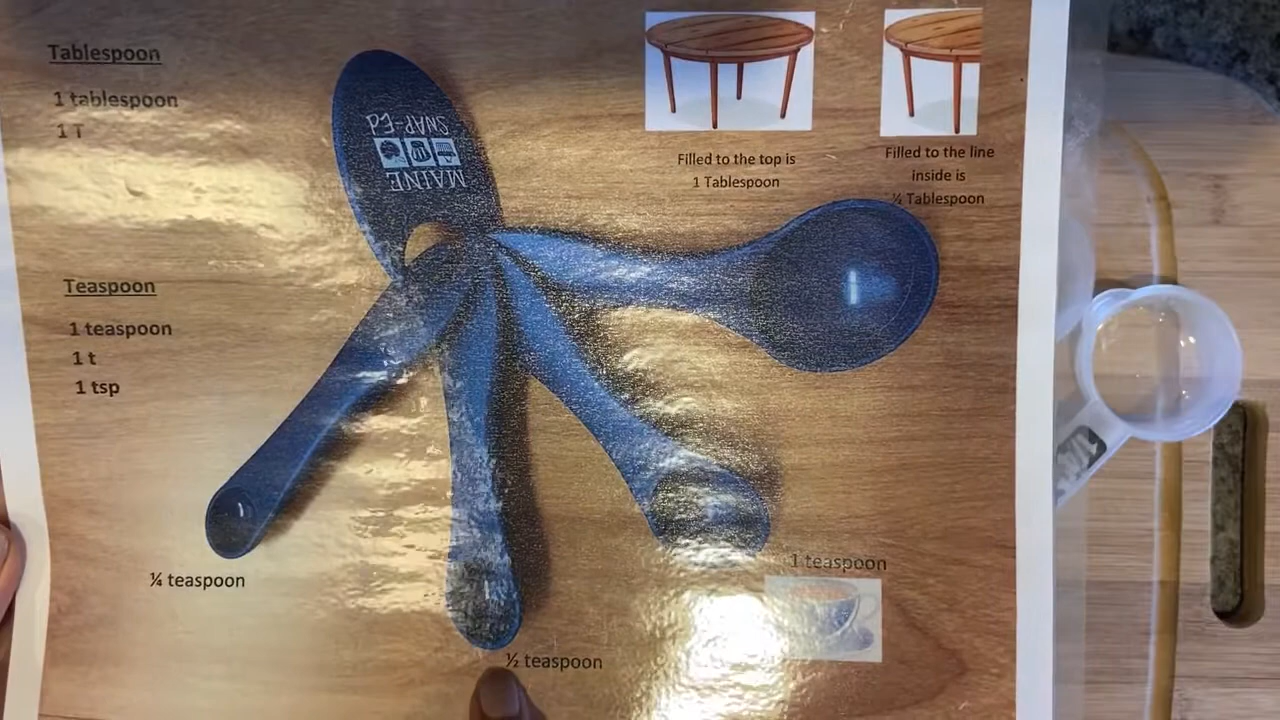 Tablespoon
1 tablespoon
1 T
MAINE
SNAP-Ed
Filled to the top is
1 Tablespoon
Filled to the line
inside is
½ Tablespoon
Teaspoon
1 teaspoon
1 t
1 tsp
¼ teaspoon
½ teaspoon
1 teaspoon